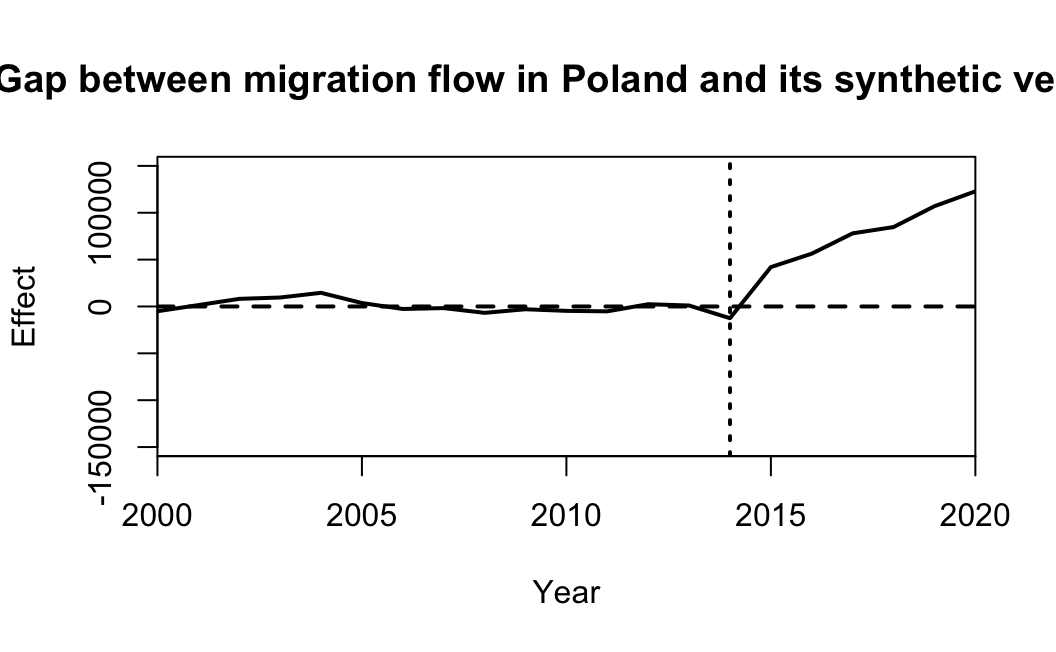 Gap between migration flow in Poland and its synthetic ve
Effect
100000
0
-150000
2000 2005 2010 2015 2020
Year